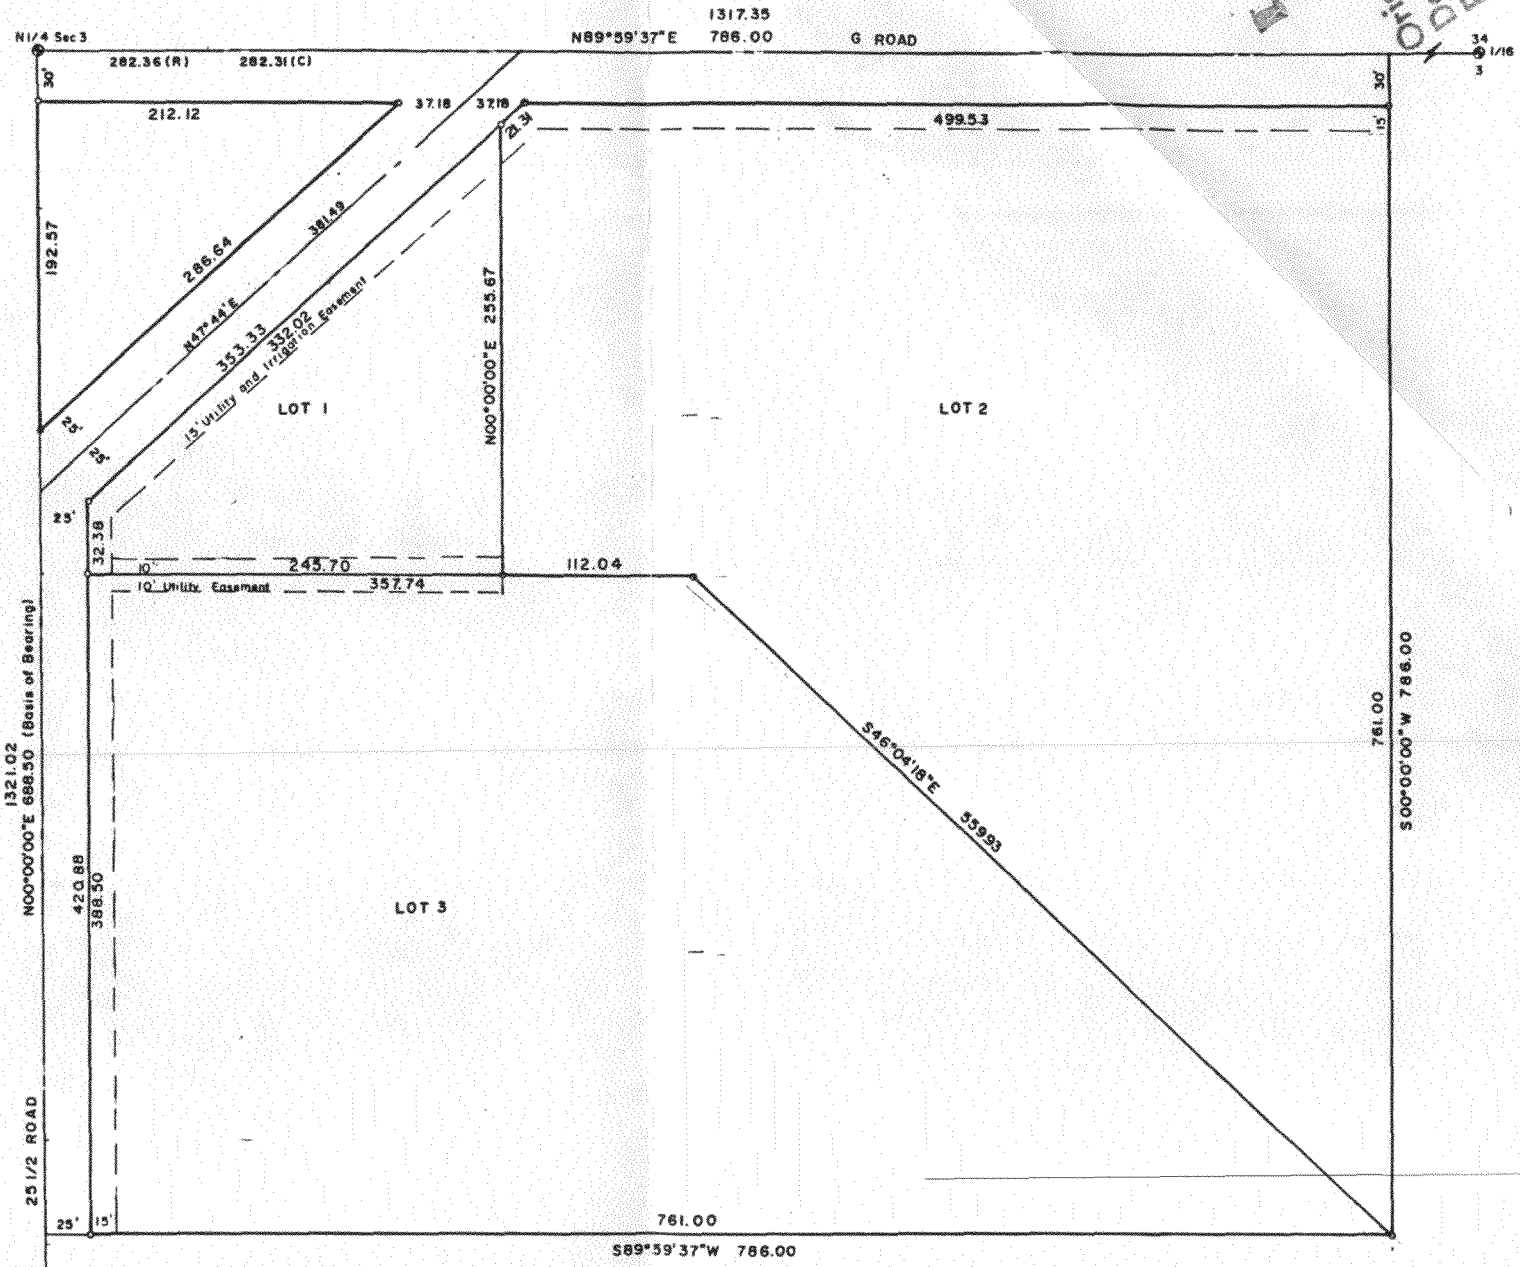 1317.35
N89°59'37"E 786.00 G ROAD
N1/4 Sec 3
34
1/16
3
282.36(R) 282.31(C)
30'
30'
212.12
37.18 37.18
21.31
499.53
15'
192.57
286.64
381.49
N47°44'E
353.33
332.02
15' Utility and Irrigation Easement
N00°00'00"E 255.67
LOT 1
LOT 2
25'
25'
25'
32.38
10'
245.70
112.04
10' Utility Easement
357.74
1321.02
N00°00'00"E 688.50 (Basis of Bearing)
S46°04'18"E
559.93
761.00
S00°00'00"W 786.00
420.88
388.50
LOT 3
25 1/2 ROAD
25'
15'
761.00
S89°59'37"W 786.00